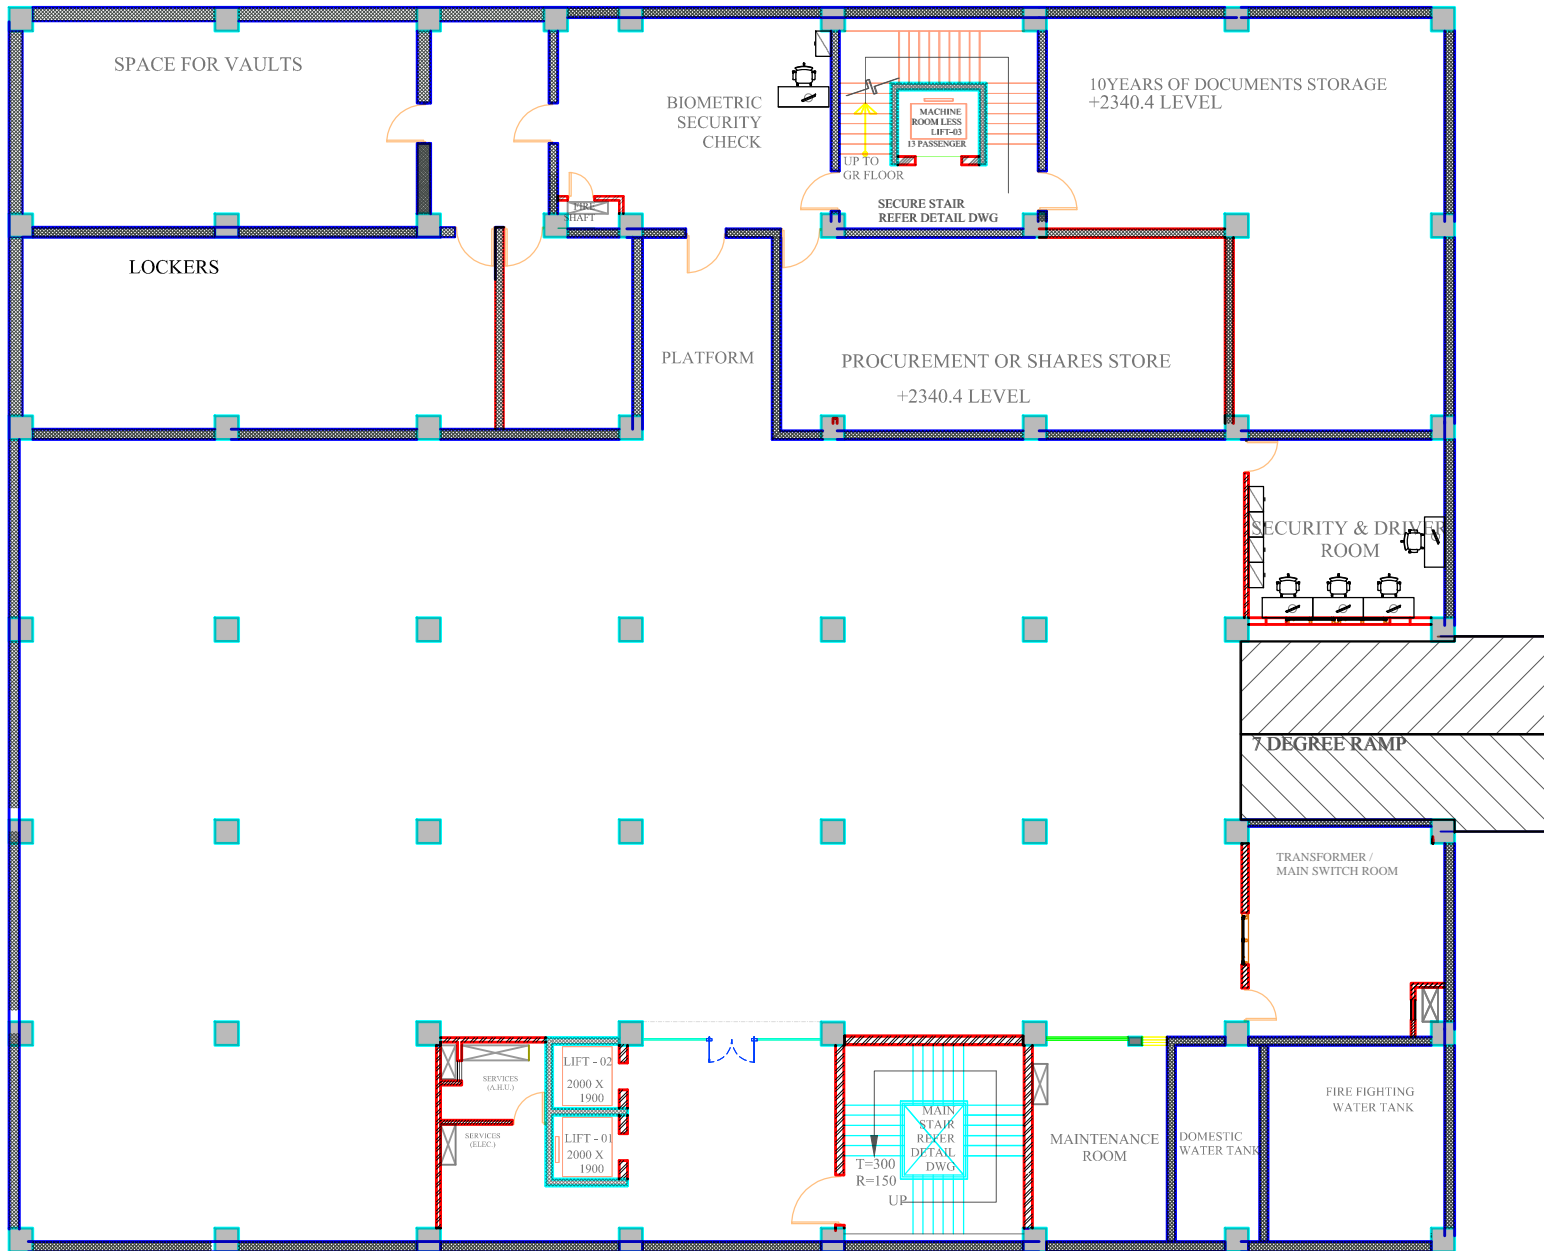 SPACE FOR VAULTS
10YEARS OF DOCUMENTS STORAGE
+2340.4 LEVEL
BIOMETRIC
SECURITY
CHECK
MACHINE
ROOM LESS
LIFT-03
13 PASSENGER
UP TO
GR FLOOR
SECURE STAIR
REFER DETAIL DWG
FIRE
SHAFT
LOCKERS
PLATFORM
PROCUREMENT OR SHARES STORE
+2340.4 LEVEL
SECURITY & DRIVER
ROOM
7 DEGREE RAMP
TRANSFORMER /
MAIN SWITCH ROOM
SERVICES
(A.H.U.)
LIFT - 02
2000 X
1900
SERVICES
(ELEC.)
LIFT - 01
2000 X
1900
MAIN
STAIR
REFER
DETAIL
DWG
T=300
R=150
UP
MAINTENANCE
ROOM
DOMESTIC
WATER TANK
FIRE FIGHTING
WATER TANK